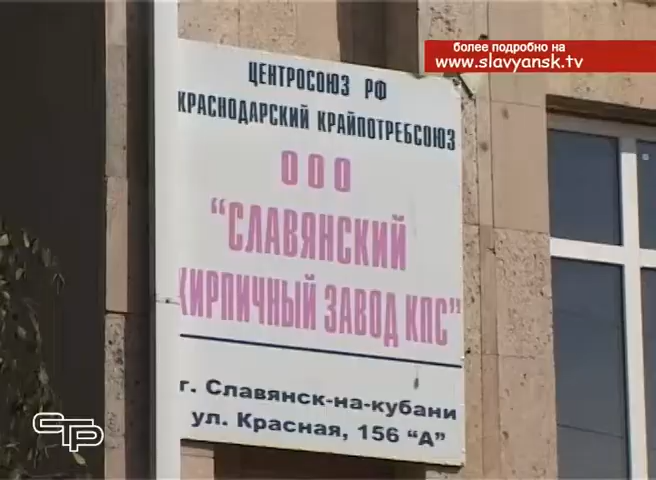 более подробно на
www.slavyansk.tv
ЦЕНТРОСОЮЗ РФ
КРАСНОДАРСКИЙ КРАЙПОТРЕБСОЮЗ
ООО
"СЛАВЯНСКИЙ
КИРПИЧНЫЙ ЗАВОД КПС"
г. Славянск-на-кубани
ул. Красная, 156 "А"
СТР